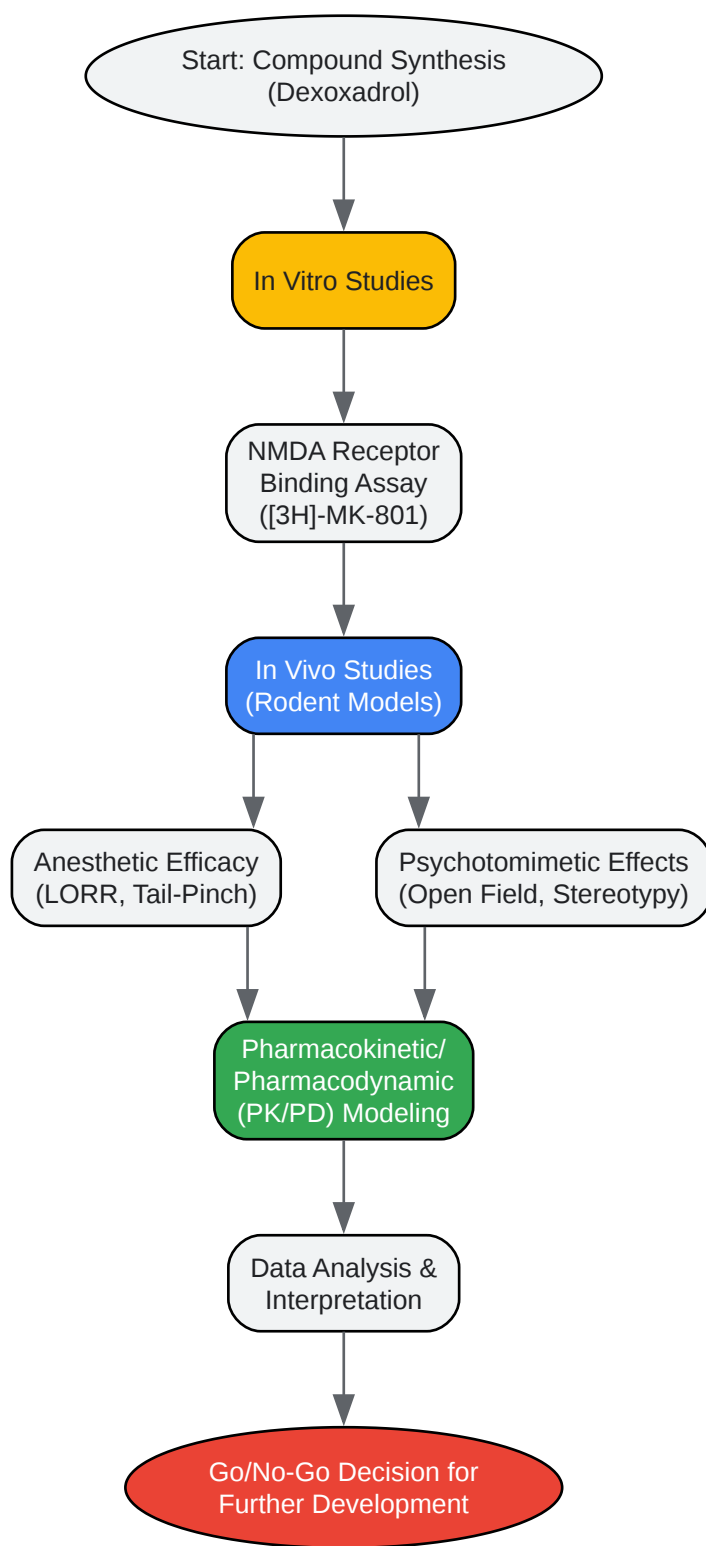 Start: Compound Synthesis
(Dexoxadrol)
In Vitro Studies
NMDA Receptor
Binding Assay
([3H]-MK-801)
In Vivo Studies
(Rodent Models)
Anesthetic Efficacy
(LORR, Tail-Pinch)
Psychotomimetic Effects
(Open Field, Stereotypy)
Pharmacokinetic/
Pharmacodynamic
(PK/PD) Modeling
Data Analysis &
Interpretation
Go/No-Go Decision for
Further Development